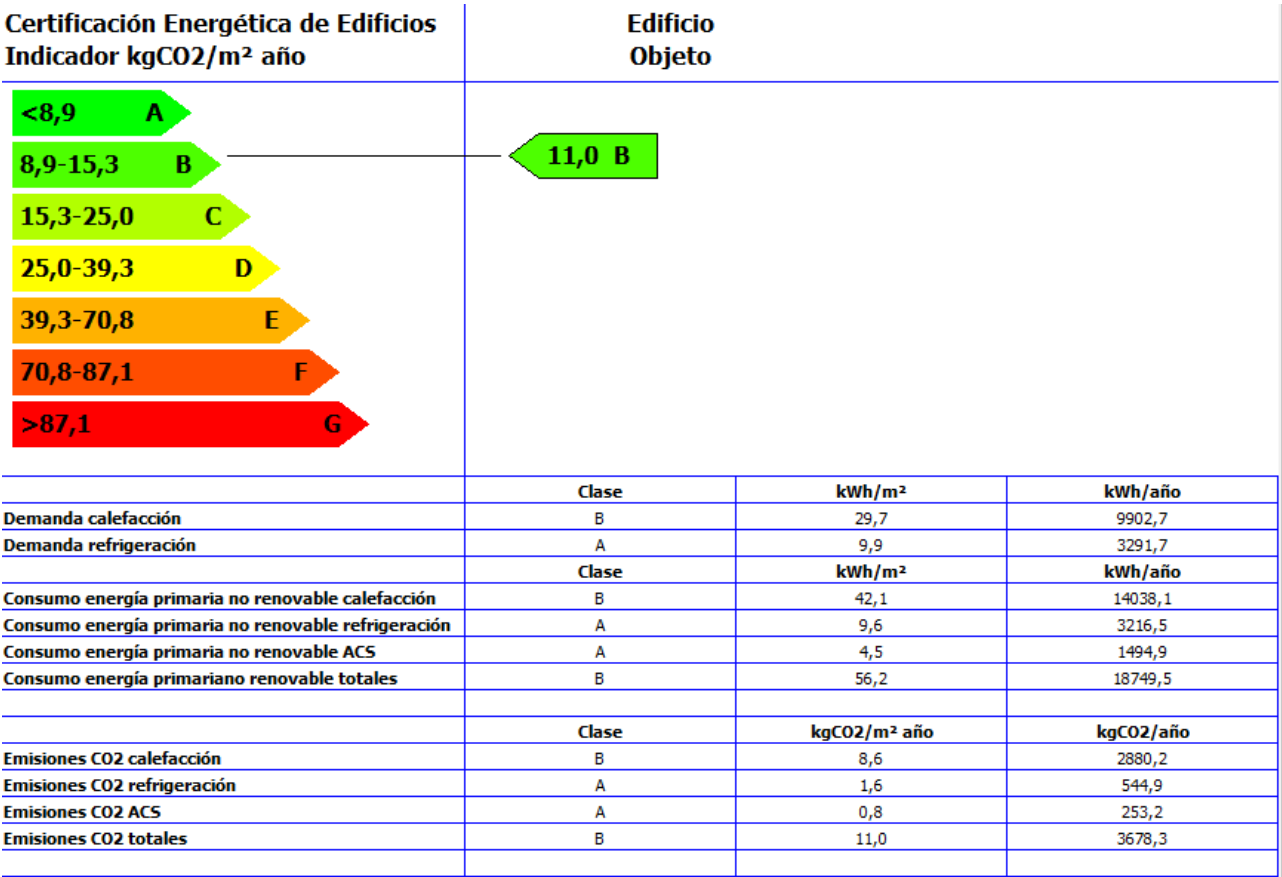 Certificación Energética de Edificios
Indicador kgCO2/m² año
Edificio
Objeto
<8,9 A
8,9-15,3 B
11,0 B
15,3-25,0 C
25,0-39,3 D
39,3-70,8 E
70,8-87,1 F
>87,1 G
Clase kWh/m² kWh/año
Demanda calefacción B 29,7 9902,7
Demanda refrigeración A 9,9 3291,7
Clase kWh/m² kWh/año
Consumo energía primaria no renovable calefacción B 42,1 14038,1
Consumo energía primaria no renovable refrigeración A 9,6 3216,5
Consumo energía primaria no renovable ACS A 4,5 1494,9
Consumo energía primariano renovable totales B 56,2 18749,5
Clase kgCO2/m² año kgCO2/año
Emisiones CO2 calefacción B 8,6 2880,2
Emisiones CO2 refrigeración A 1,6 544,9
Emisiones CO2 ACS A 0,8 253,2
Emisiones CO2 totales B 11,0 3678,3